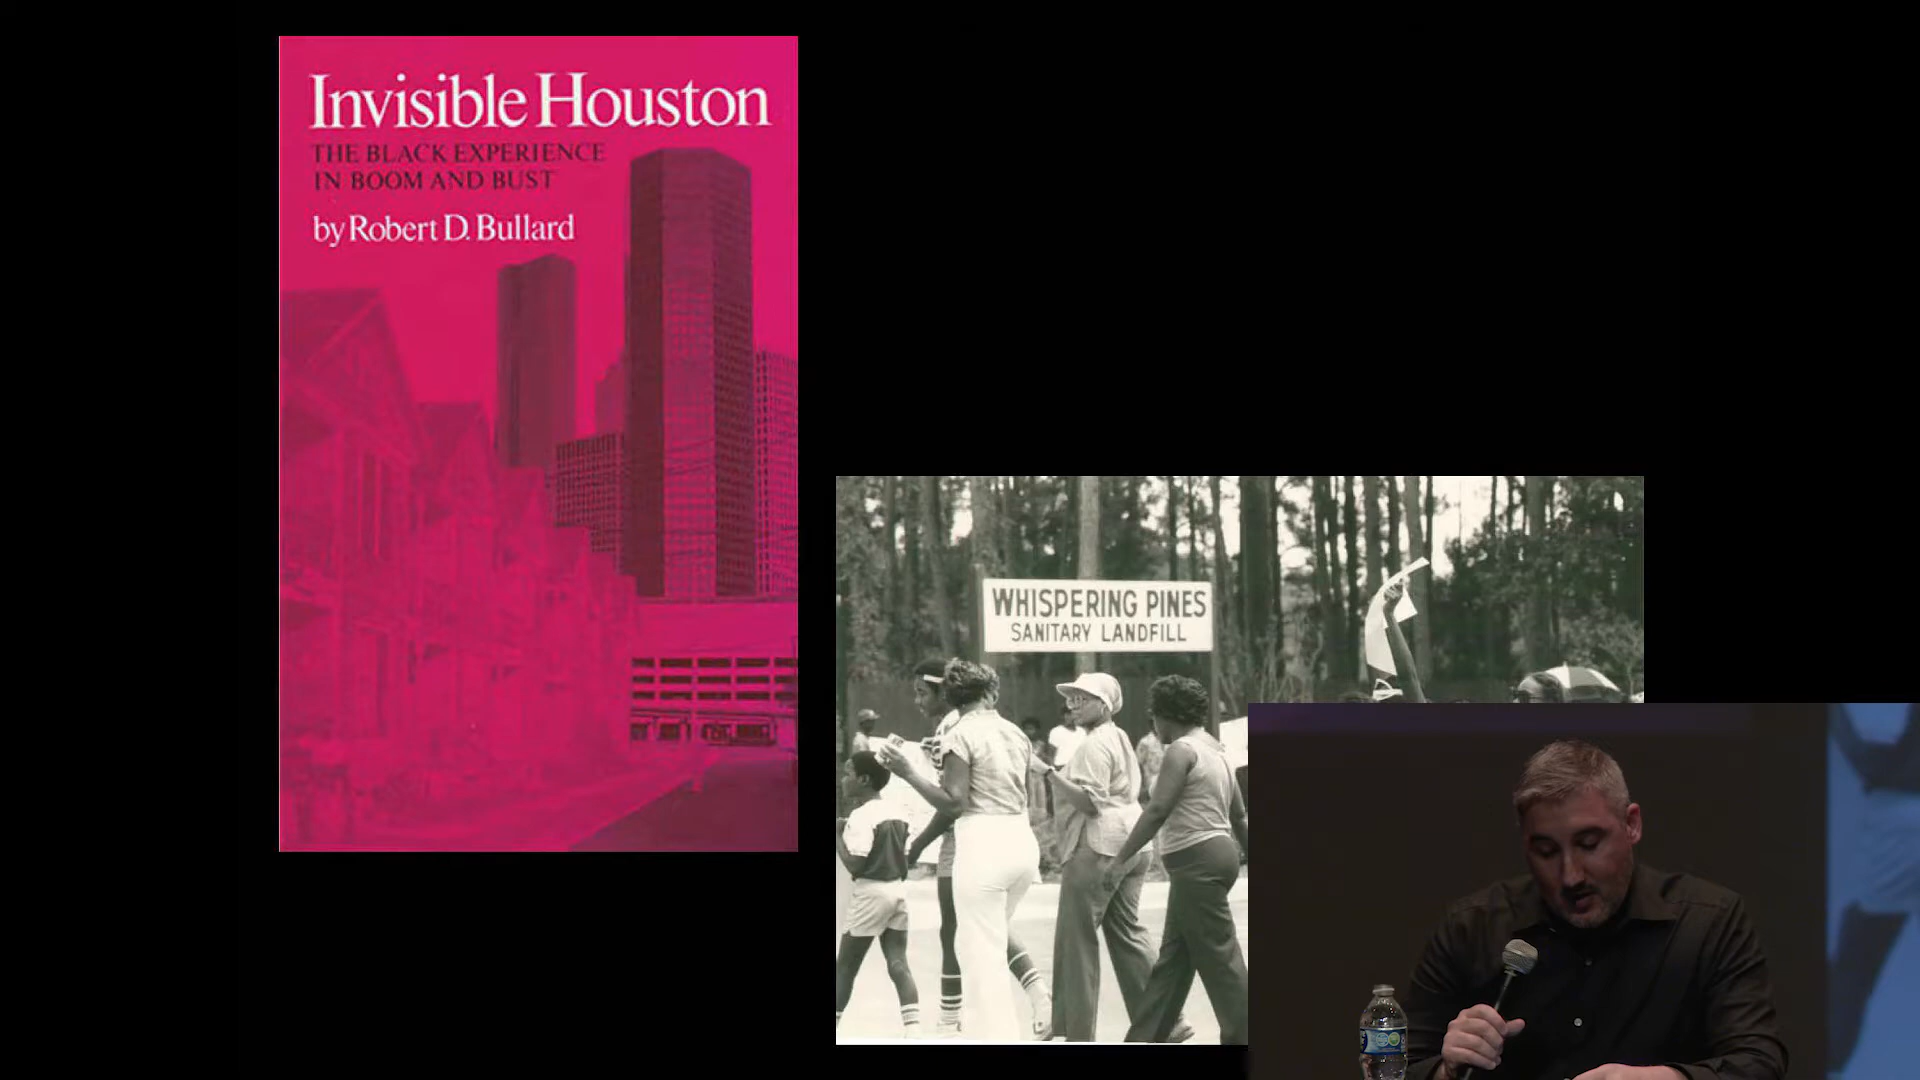 Invisible Houston
THE BLACK EXPERIENCE
IN BOOM AND BUST
by Robert D. Bullard
WHISPERING PINES
SANITARY LANDFILL